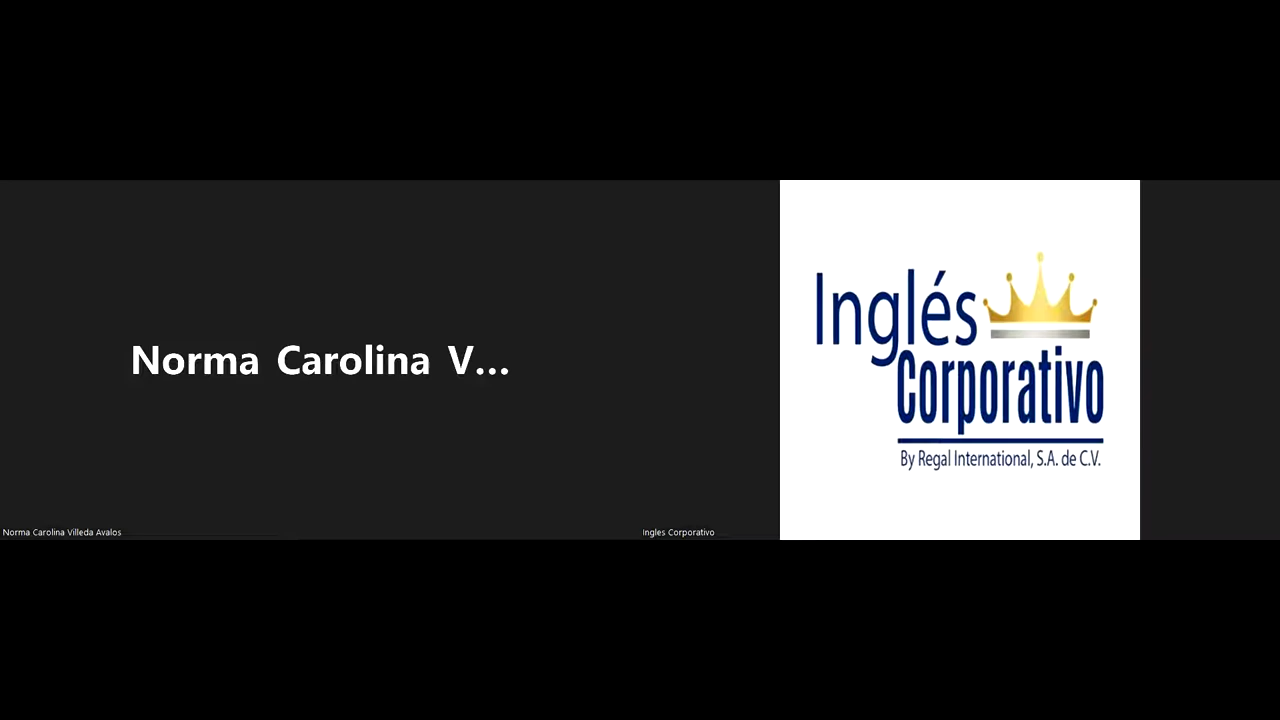 Norma Carolina V...
Norma Carolina Villeda Avalos
Inglés
Corporativo
By Regal International, S.A. de C.V.
Ingles Corporativo